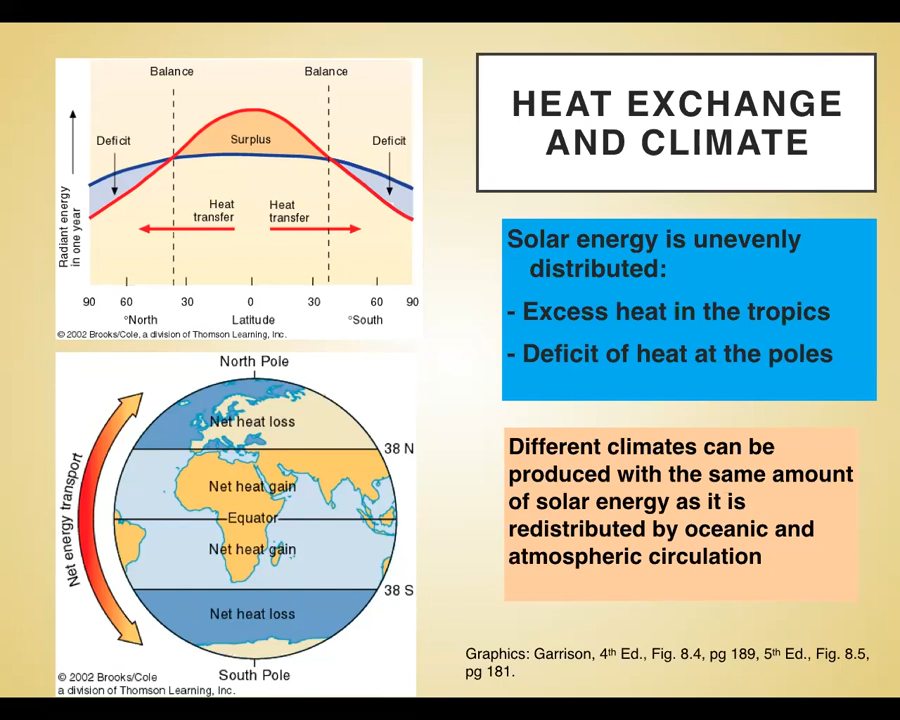 HEAT EXCHANGE
AND CLIMATE
Balance
Balance
Deficit
Surplus
Deficit
Heat
transfer
Heat
transfer
Radiant energy
in one year
90 60 30 0 30 60 90
°North Latitude °South
© 2002 Brooks/Cole, a division of Thomson Learning, Inc.
Solar energy is unevenly
distributed:
- Excess heat in the tropics
- Deficit of heat at the poles
North Pole
Net heat loss
38 N
Net heat gain
Equator
Net heat gain
38 S
Net heat loss
South Pole
Net energy transport
© 2002 Brooks/Cole
a division of Thomson Learning, Inc.
Different climates can be
produced with the same amount
of solar energy as it is
redistributed by oceanic and
atmospheric circulation
Graphics: Garrison, 4th Ed., Fig. 8.4, pg 189, 5th Ed., Fig. 8.5,
pg 181.